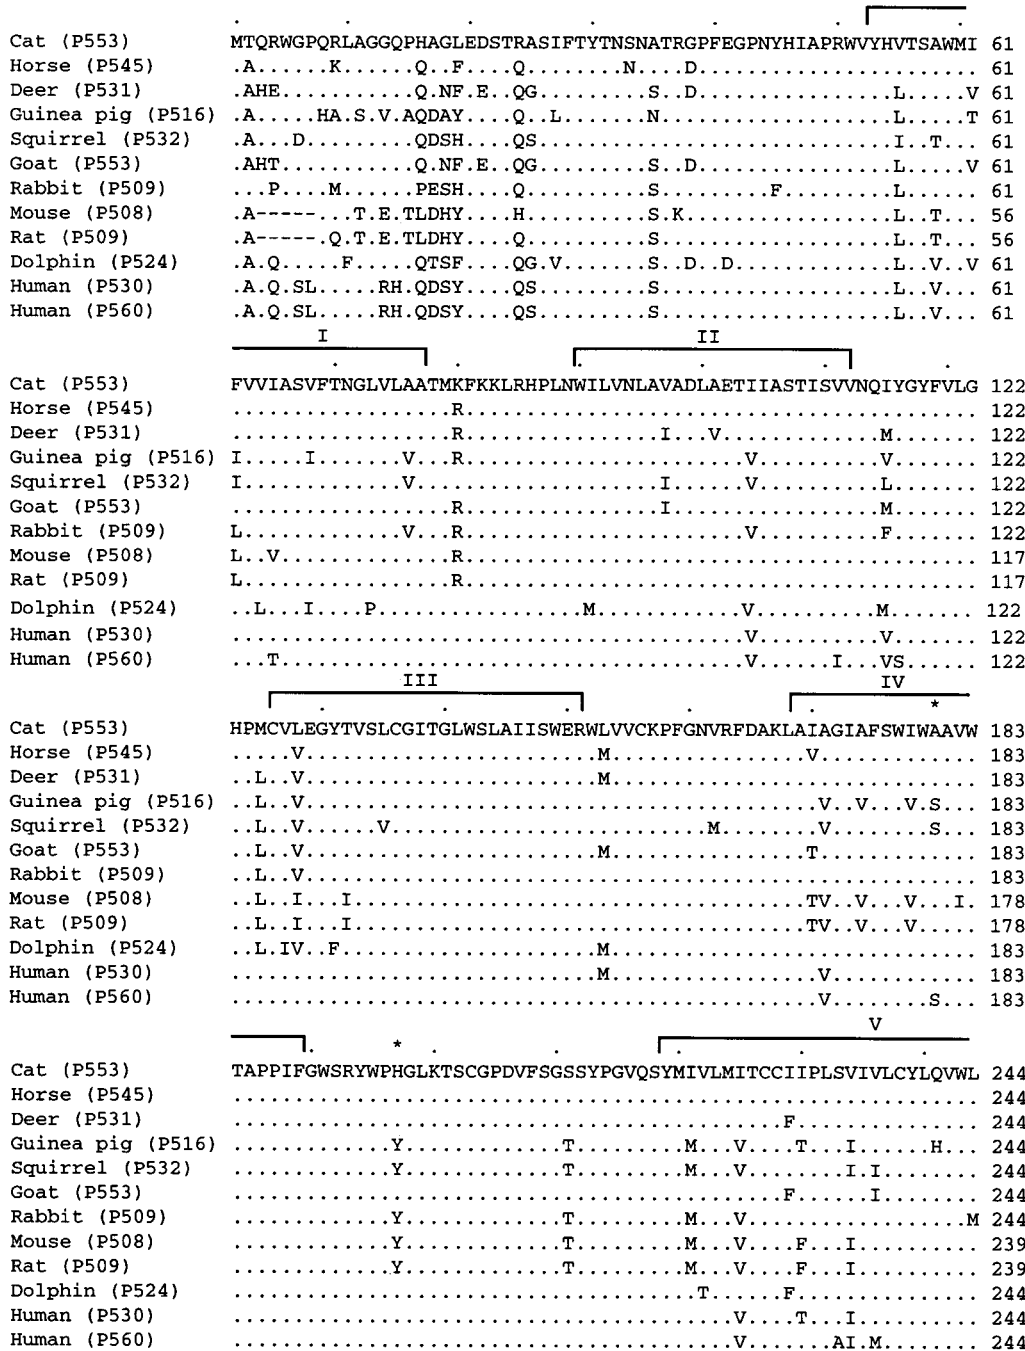 Cat (P553) MTQRWGPQRLAGGQPHAGLEDSTRASIFTYTNSNATRGPFEGPNYHIAPRWVYHVTSAWMI 61
Horse (P545) .A......K......Q..F....Q........N....D....................... 61
Deer (P531) .AHE...........Q.NF.E..QG.........S..D................L.....V 61
Guinea pig (P516) .A.....HA.S.V.AQDAY....Q..L.......N...................L.....T 61
Squirrel (P532) .A...D.........QDSH....QS.............................I..T... 61
Goat (P553) .AHT...........Q.NF.E..QG.........S..D................L.....V 61
Rabbit (P509) ...P....M......PESH....Q..........S.........F.........L...... 61
Mouse (P508) .A-----...T.E.TLDHY....H..........S.K.................L..T... 56
Rat (P509) .A-----.Q.T.E.TLDHY....Q..........S...................L..T... 56
Dolphin (P524) .A.Q.....F.....QTSF....QG.V.......S..D..D.............L..V..V 61
Human (P530) .A.Q.SL.....RH.QDSY....QS.........S...................L..V... 61
Human (P560) .A.Q.SL.....RH.QDSY....QS.........S...................L..V... 61
I II
Cat (P553) FVVIASVFTNGLVLAATMKFKKLRHPLNWILVNLAVADLAETIIASTISVVNQIYGYFVLG 122
Horse (P545) ..................R.......................................... 122
Deer (P531) ..................R................I...V.............M....... 122
Guinea pig (P516) I.....I.......V...R.......................V..........V....... 122
Squirrel (P532) I.............V....................I......V..........L....... 122
Goat (P553) ..................R................I.................M....... 122
Rabbit (P509) L.............V...R.......................V..........F....... 122
Mouse (P508) L..V..............R.......................................... 117
Rat (P509) L.................R.......................................... 117
Dolphin (P524) ..L...V....P.................M............V..........M....... 122
Human (P530) ..........................................V..........V....... 122
Human (P560) ...T......................................V......I...VS...... 122
III IV
*
Cat (P553) HPMCVLEGYTVSLCGITGLWSLAIISWERWLVVCKPFGNVRFDAKLAIAGIAFSWIWAAVW 183
Horse (P545) .....V........................M................V............. 183
Deer (P531) ..L..V........................M.............................. 183
Guinea pig (P516) ..L..V..........................................V..V...V.S... 183
Squirrel (P532) ..L..V......V..........................M........V........S... 183
Goat (P553) ..L..V........................M................T............. 183
Rabbit (P509) ..L..V....................................................... 183
Mouse (P508) ..L..I...I.....................................TV..V...V...I. 178
Rat (P509) ..L..I...I.....................................TV..V...V..... 178
Dolphin (P524) ..L.IV..F.....................M.............................. 183
Human (P530) ..............................M.................V............ 183
Human (P560) ................................................V........S... 183
V
*
Cat (P553) TAPPIFGWSRYWPHGLKTSCGPDVFSGSSYPGVQSYMIVLMITCCIIPLSVIVLCYLQVWL 244
Horse (P545) ............................................................. 244
Deer (P531) .............................................F............... 244
Guinea pig (P516) .............Y.............T.........M...V....T...I......H... 244
Squirrel (P532) .............Y.............T.........M...V........I.I........ 244
Goat (P553) .............................................F......I........ 244
Rabbit (P509) .............Y.............T.........M...V..................M 244
Mouse (P508) .............Y.............T.........M...V....F...I.......... 239
Rat (P509) .............Y.............T.........M...V....F...I.......... 239
Dolphin (P524) ......................................T......F............... 244
Human (P530) .........................................V....T...I.......... 244
Human (P560) .........................................V.......AI.M........ 244